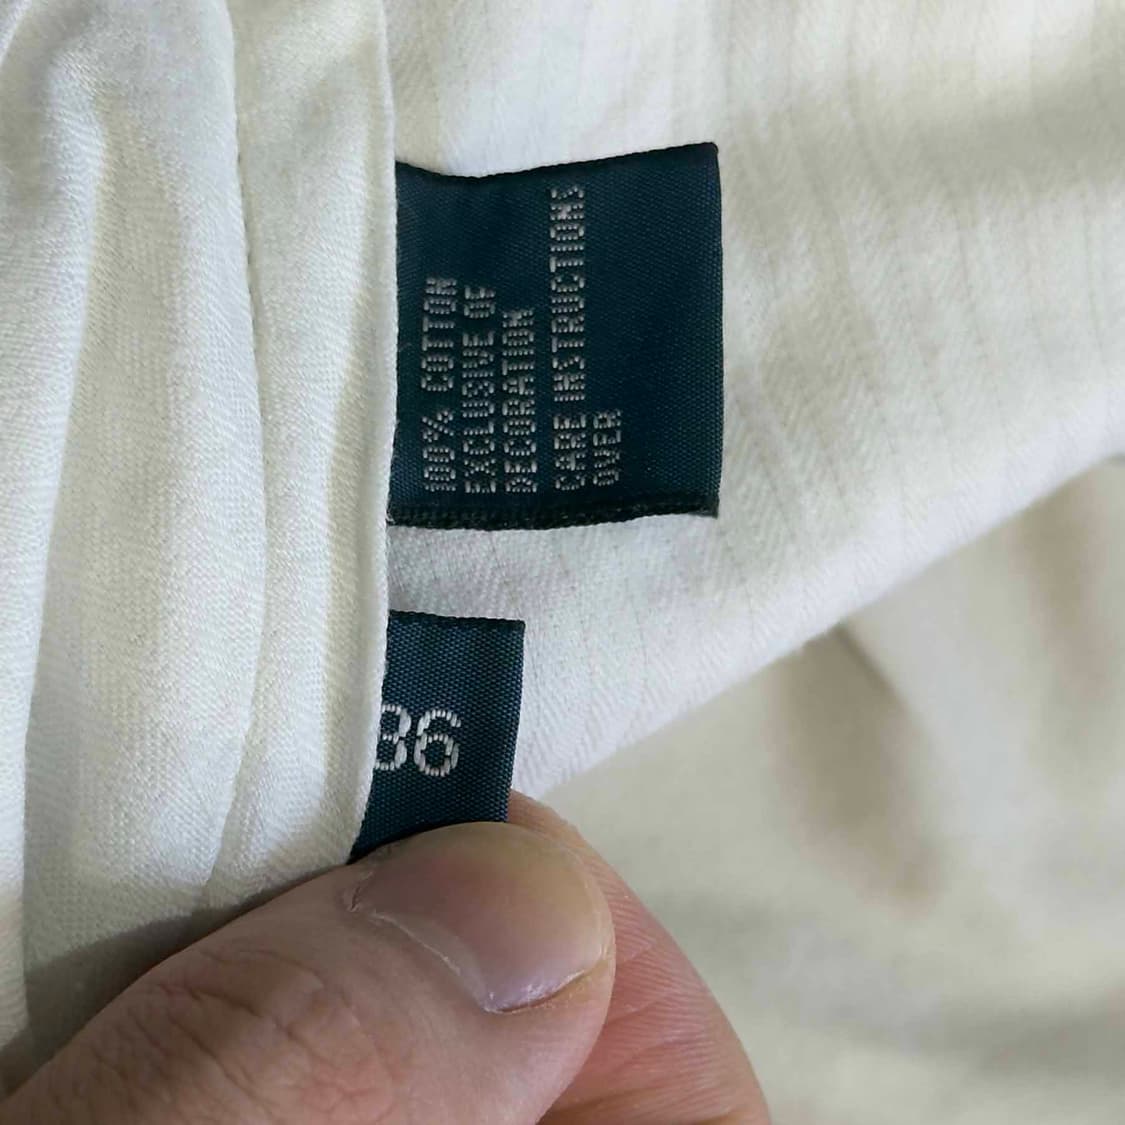 100% COTTON
EXCLUSIVE OF
DECORATION
CARE INSTRUCTIONS
OVER
36